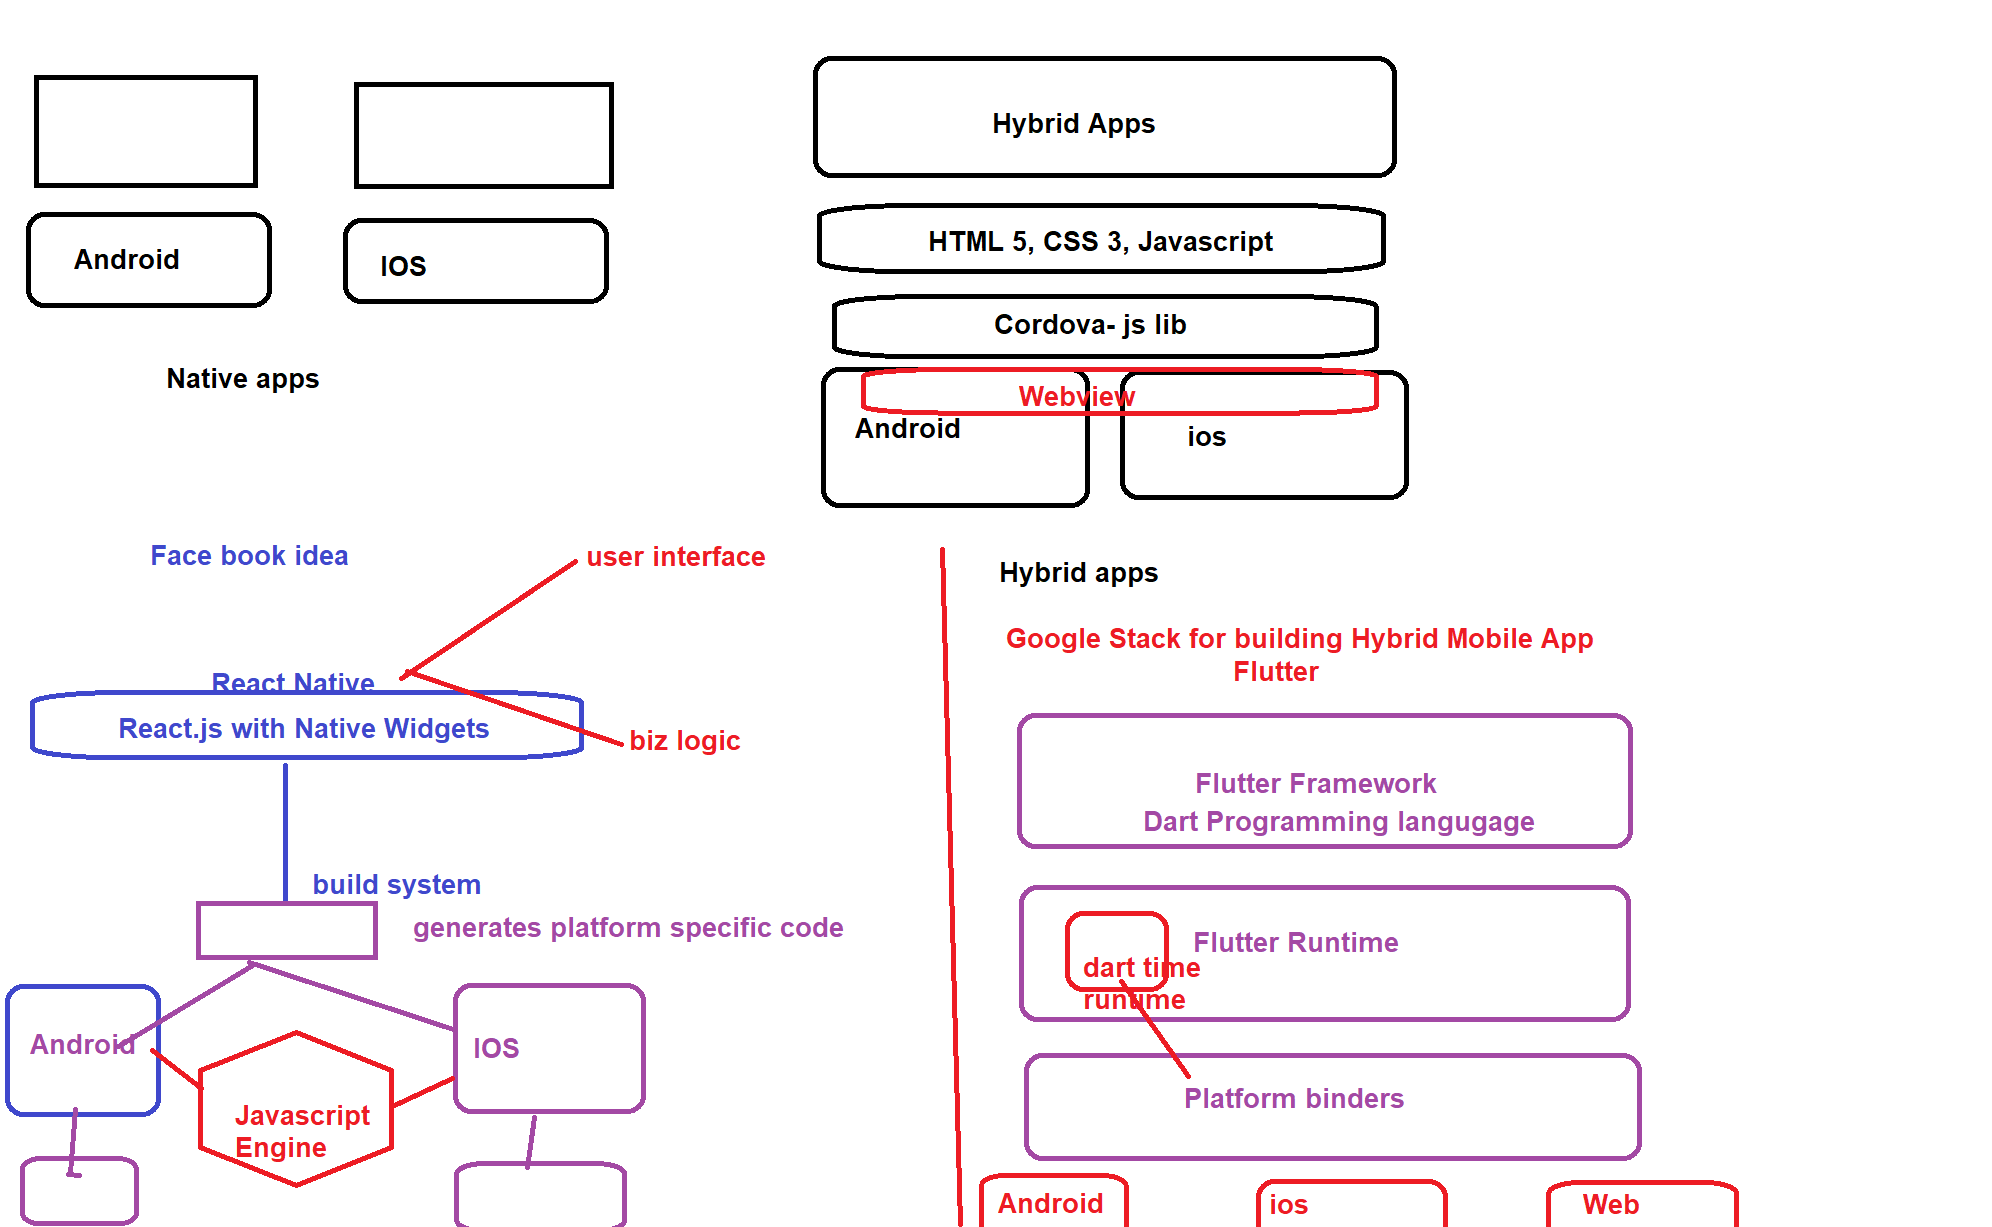 Hybrid Apps
HTML 5, CSS 3, Javascript
Android
IOS
Cordova- js lib
Native apps
Webview
Android
ios
Face book idea
user interface
Hybrid apps
Google Stack for building Hybrid Mobile App
Flutter
React Native
React.js with Native Widgets
biz logic
Flutter Framework
Dart Programming langugage
build system
generates platform specific code
Flutter Runtime
dart time
runtime
Android
IOS
Javascript
Engine
Platform binders
Android
ios
Web